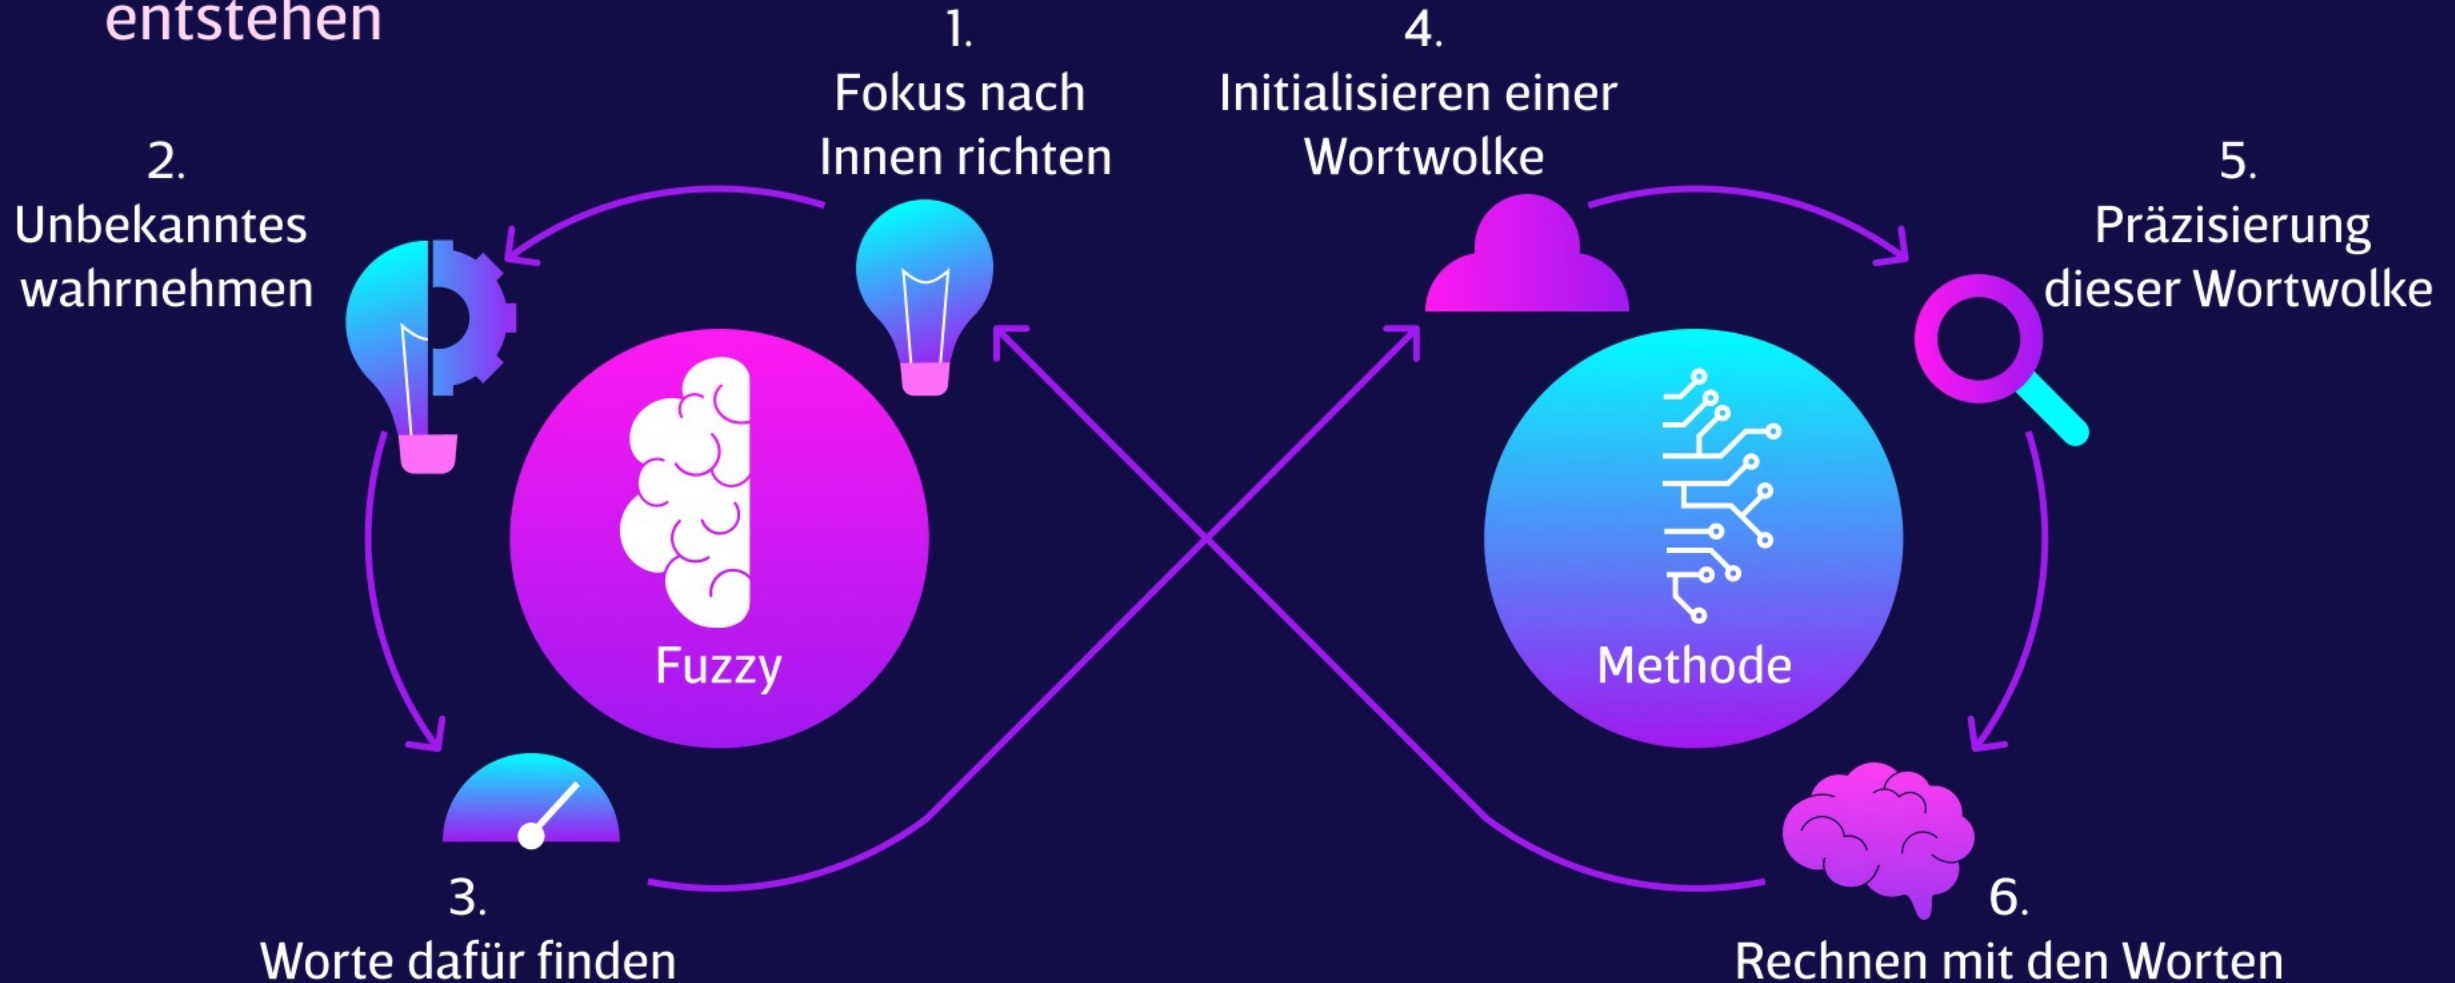 entstehen
1.
Fokus nach
Innen richten
2.
Unbekanntes
wahrnehmen
Fuzzy
3.
Worte dafür finden
4.
Initialisieren einer
Wortwolke
5.
Präzisierung
dieser Wortwolke
Methode
6.
Rechnen mit den Worten